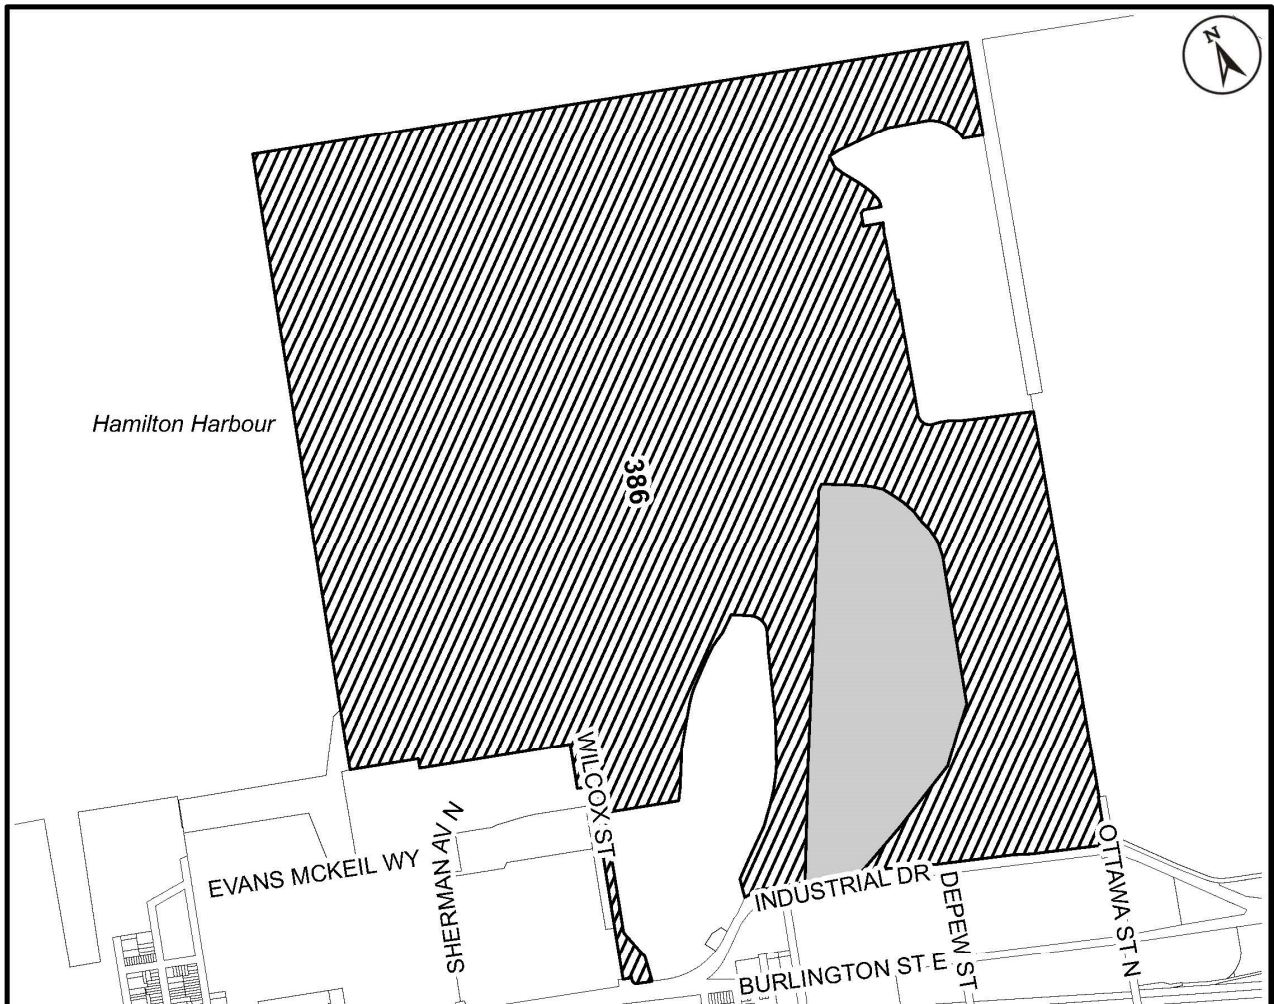 N
Hamilton Harbour
386
WILCOX ST
SHERMAN AV N
EVANS MCKEIL WY
OTTAWA ST N
INDUSTRIAL DR
DEPEW ST
BURLINGTON ST E